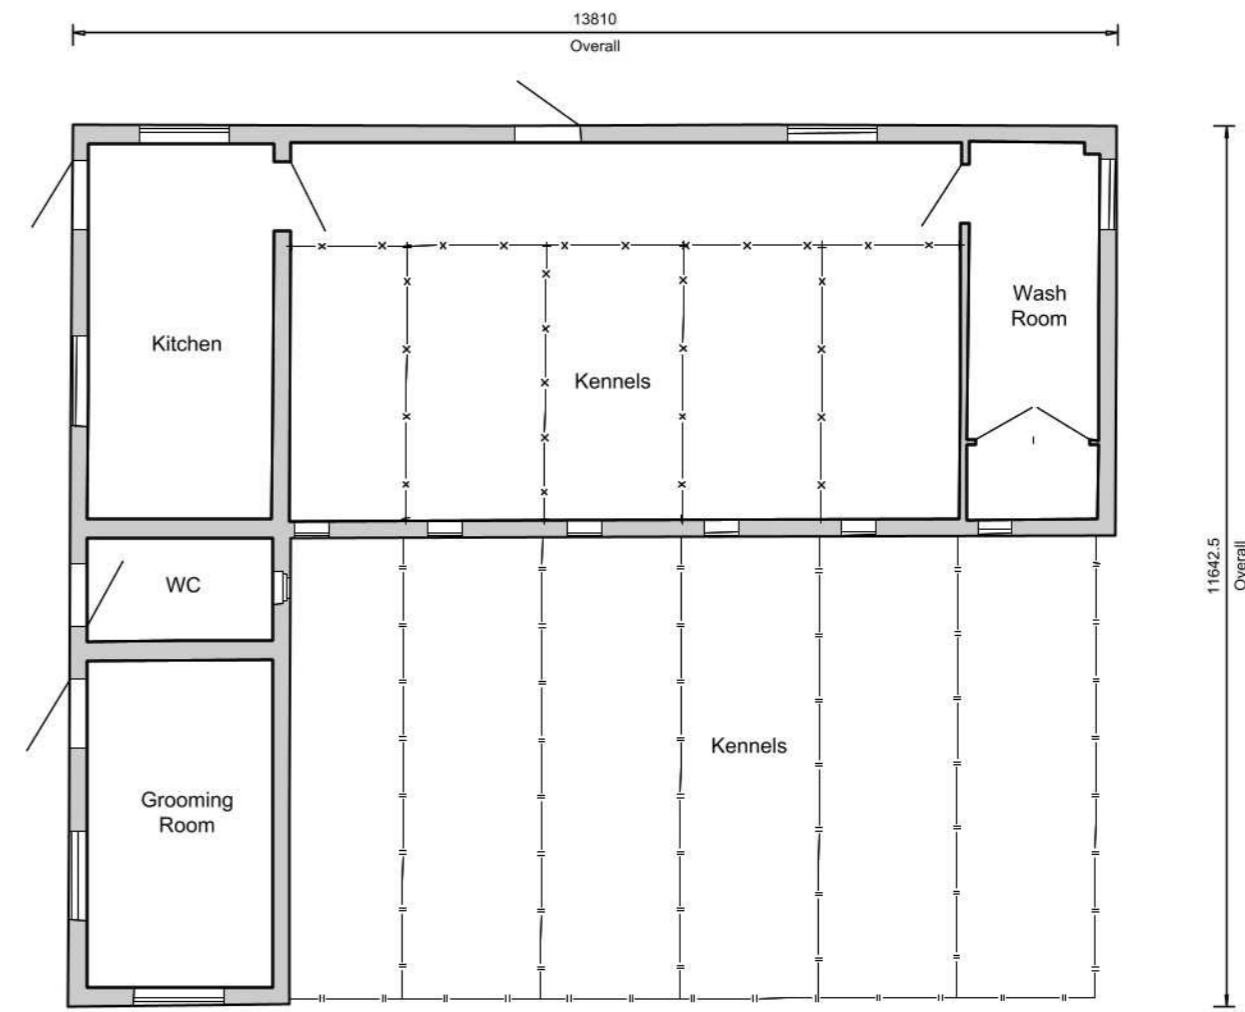 13810
Overall
Wash
Room
Kitchen
Kennels
11642.5
Overall
WC
Kennels
Grooming
Room